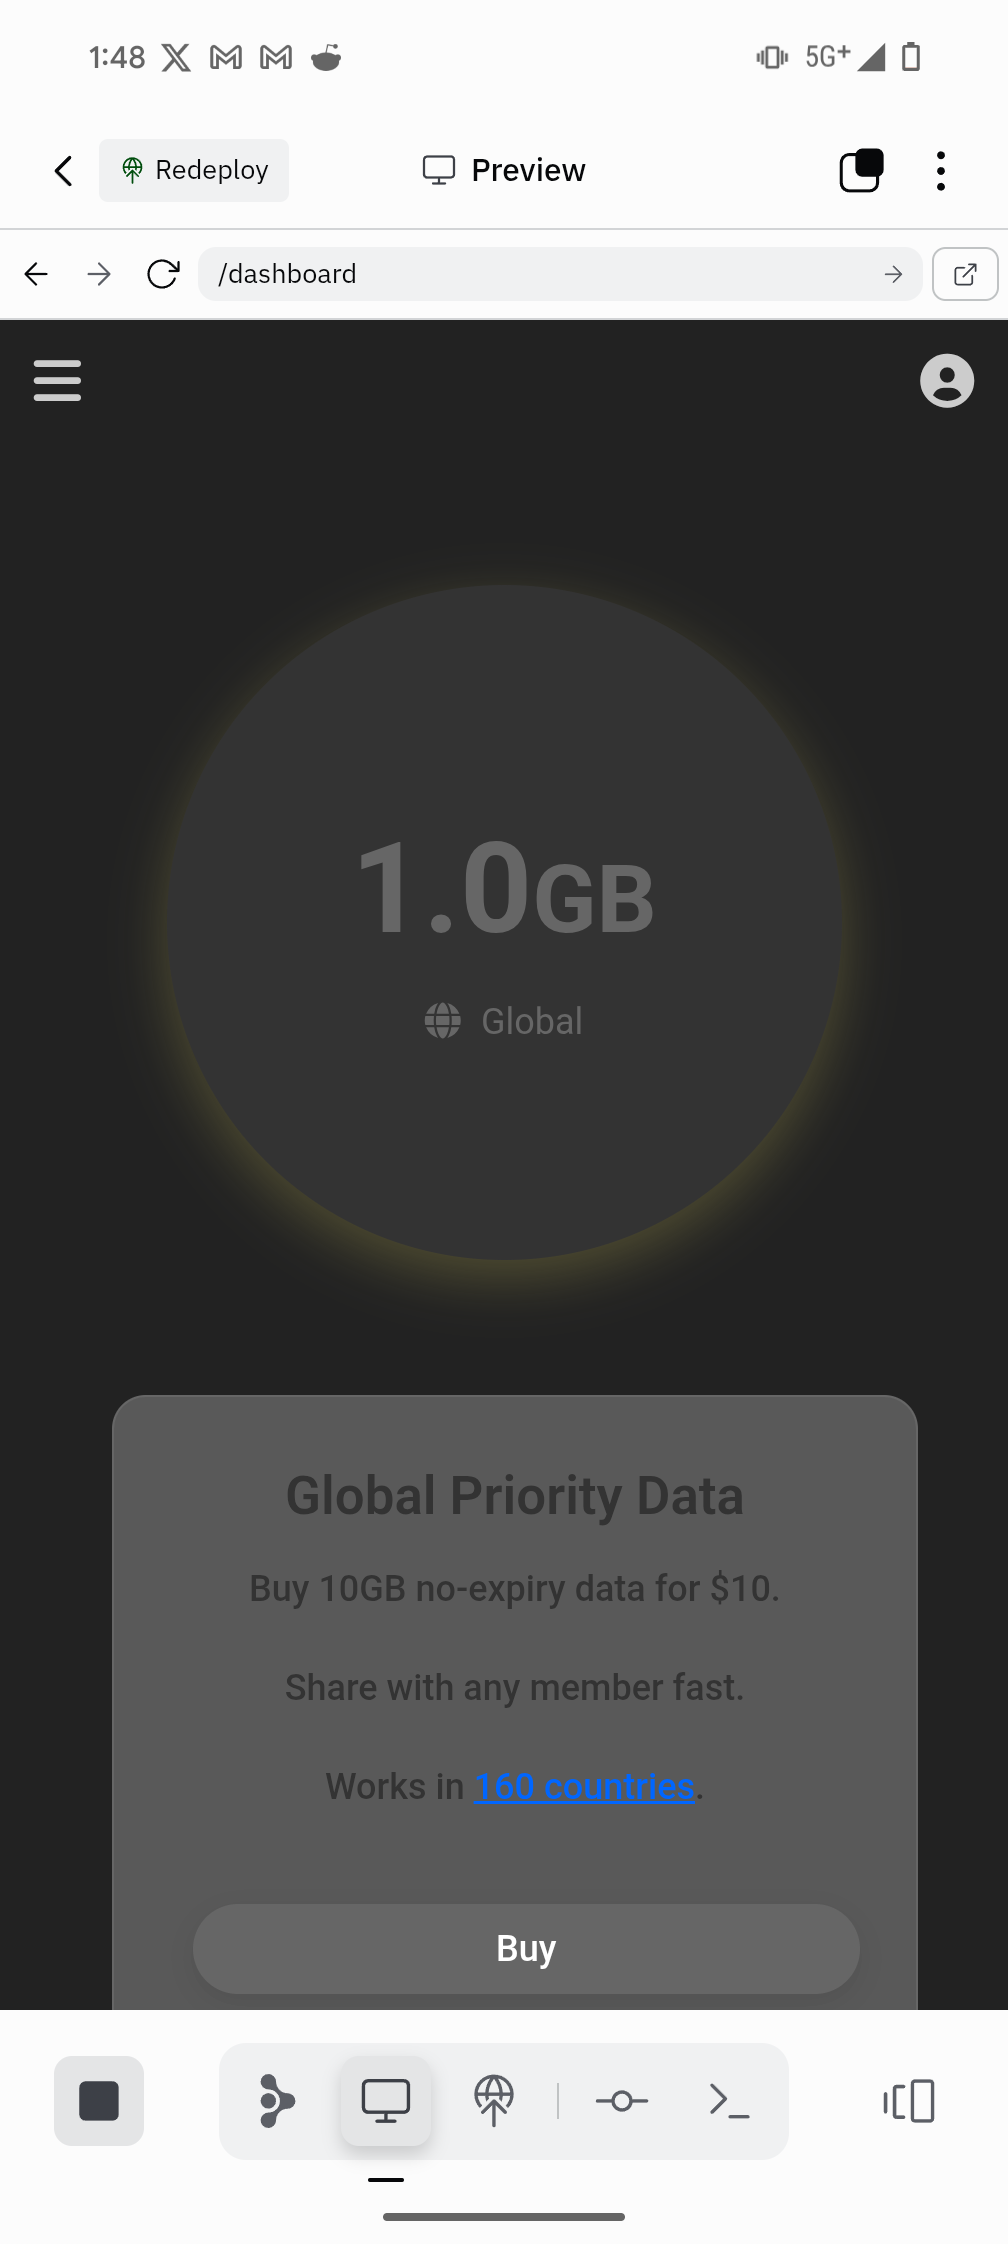 1:48
5G+
Redeploy
Preview
/dashboard
1.0GB
Global
Global Priority Data
Buy 10GB no-expiry data for $10.
Share with any member fast.
Works in 160 countries.
Buy